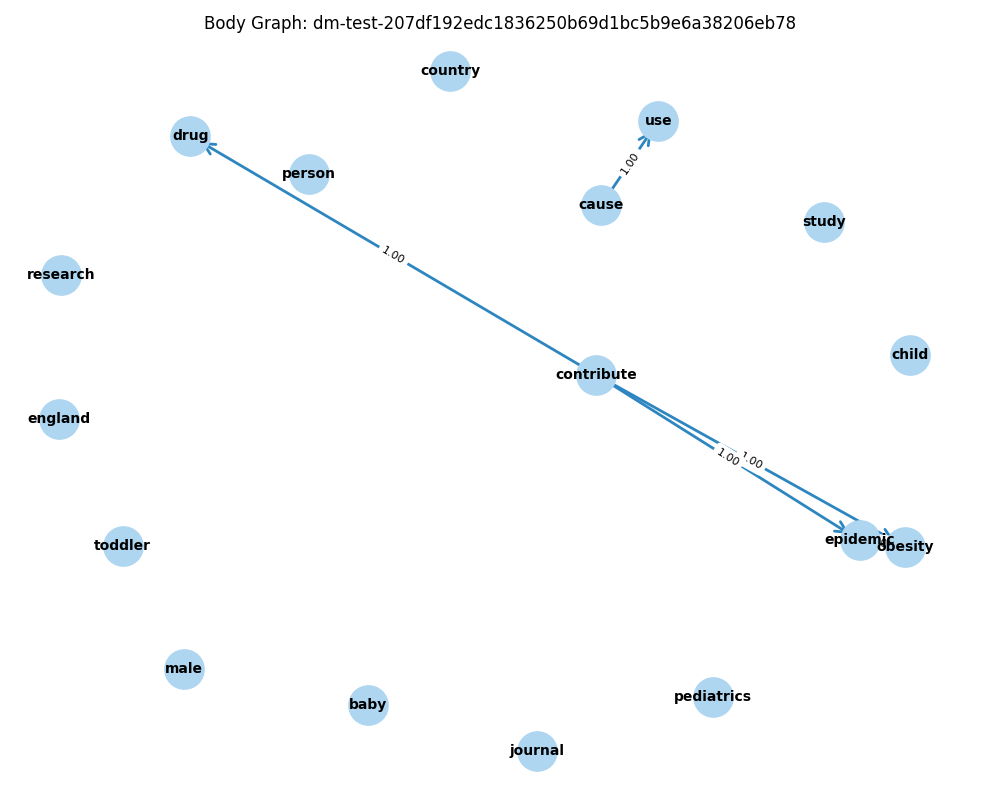 Body Graph: dm-test-207df192edc1836250b69d1bc5b9e6a38206eb78
country
use
drug
person
1.00
cause
study
1.00
research
child
contribute
england
1.00
1.00
epidemic
obesity
toddler
male
baby
pediatrics
journal